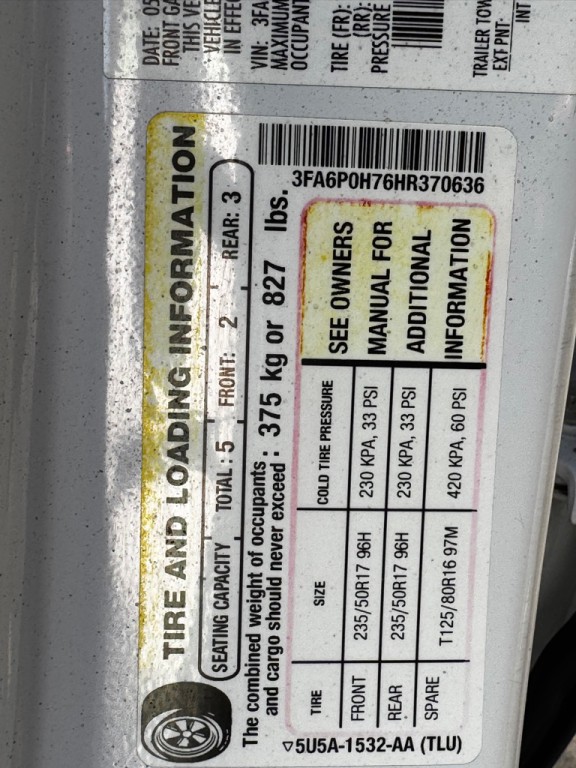 DATE: 05
FRONT GA
THIS VE
VEHICLE
IN EFFE
VIN: 3FA
MAXIMUM
OCCUPANT
TIRE (FR):
(RR):
PRESSURE
TRAILER TOW
EXT PNT:
INT
TIRE AND LOADING INFORMATION
SEATING CAPACITY TOTAL : 5 FRONT: 2 REAR: 3
The combined weight of occupants
and cargo should never exceed : 375 kg or 827 lbs.
3FA6P0H76HR370636
TIRE SIZE COLD TIRE PRESSURE
FRONT 235/50R17 96H 230 KPA, 33 PSI
REAR 235/50R17 96H 230 KPA, 33 PSI
SPARE T125/80R16 97M 420 KPA, 60 PSI
SEE OWNERS
MANUAL FOR
ADDITIONAL
INFORMATION
▽5U5A-1532-AA (TLU)